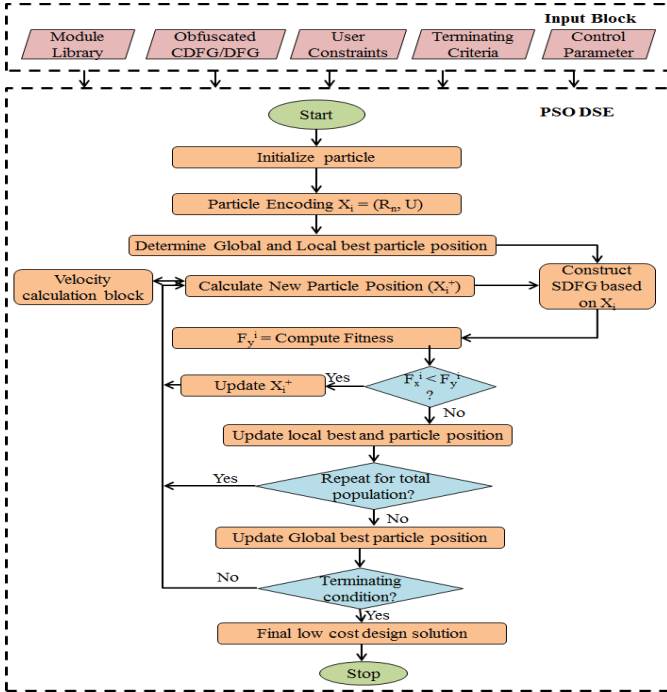 Input Block
Module
Library
Obfuscated
CDFG/DFG
User
Constraints
Terminating
Criteria
Control
Parameter
PSO DSE
Start
Initialize particle
Particle Encoding Xᵢ = (Rₙ, U)
Determine Global and Local best particle position
Velocity
calculation block
Calculate New Particle Position (Xᵢ⁺)
Construct
SDFG based
on Xᵢ
F_y^i = Compute Fitness
F_x^i < F_y^i
?
Yes
Update Xᵢ⁺
No
Update local best and particle position
Yes
Repeat for total
population?
No
Update Global best particle position
No
Terminating
condition?
Yes
Final low cost design solution
Stop